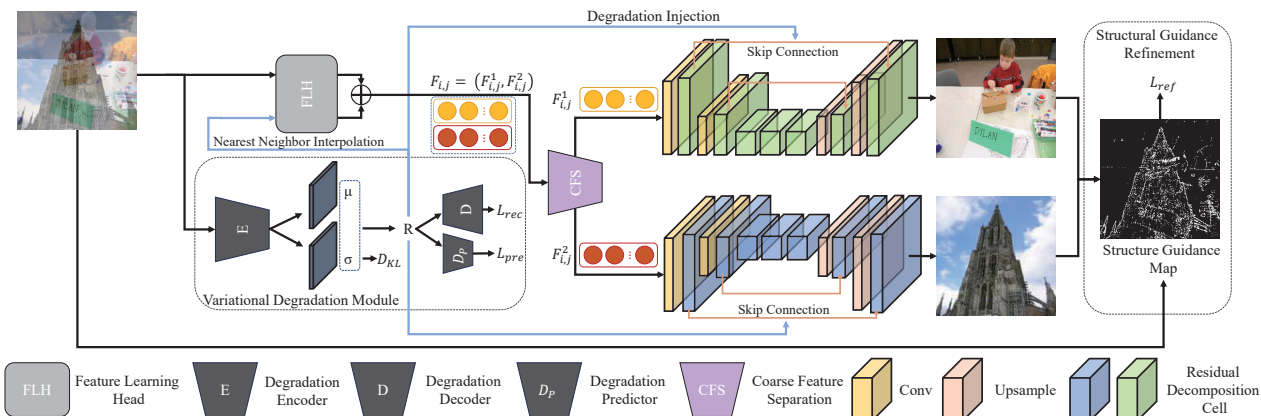 Degradation Injection
Skip Connection
Structural Guidance
Refinement
L_ref
FLH
F_{i,j} = (F^1_{i,j}, F^2_{i,j})
F^1_{i,j}
DYLAN
Nearest Neighbor Interpolation
CFS
E
μ
σ
D_{KL}
R
D
L_rec
D_P
L_pre
Variational Degradation Module
F^2_{i,j}
Skip Connection
Structure Guidance
Map
FLH
Feature Learning
Head
E
Degradation
Encoder
D
Degradation
Decoder
D_P
Degradation
Predictor
CFS
Coarse Feature
Separation
Conv
Upsample
Residual
Decomposition
Cell